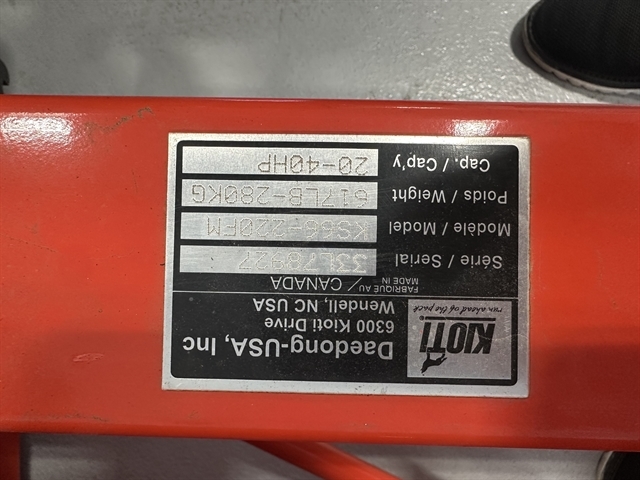 KIOTI®
run ahead of the pack
Daedong-USA, Inc
6300 Kioti Drive
Wendell, NC USA
FABRIQUÉ AU
MADE IN / CANADA
Série / Serial 33L78927
Modèle / Model KS66-220FM
Poids / Weight 617LB-280KG
Cap. / Cap'y 20-40HP